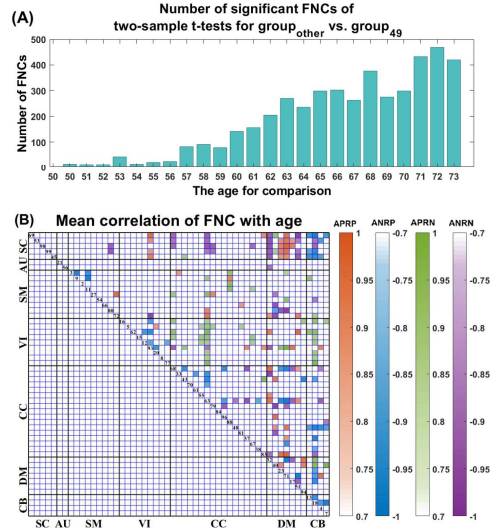 (A)
Number of significant FNCs of
two-sample t-tests for group_other vs. group_49
Number of FNCs
500
400
300
200
100
0
50 50 51 52 53 54 55 56 57 58 59 60 61 62 63 64 65 66 67 68 69 70 71 72 73
The age for comparison
(B) Mean correlation of FNC with age
APRP ANRP APRN ANRN
SC
AU
SM
VI
CC
DM
CB
SC AU SM VI CC DM CB
1
0.95
0.9
0.85
0.8
0.75
0.7
-0.7
-0.75
-0.8
-0.85
-0.9
-0.95
-1
1
0.95
0.9
0.85
0.8
0.75
0.7
-0.7
-0.75
-0.8
-0.85
-0.9
-0.95
-1